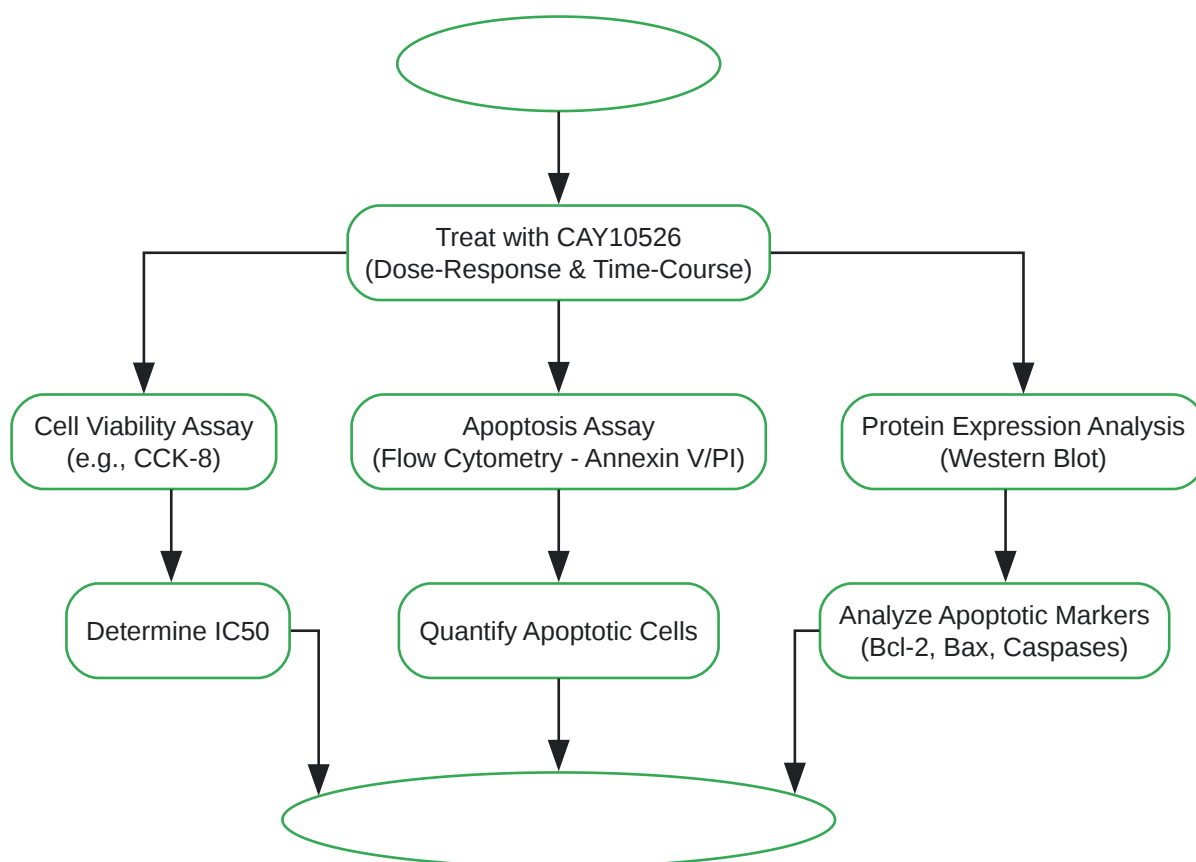 Treat with CAY10526
(Dose-Response & Time-Course)
Cell Viability Assay
(e.g., CCK-8)
Apoptosis Assay
(Flow Cytometry - Annexin V/PI)
Protein Expression Analysis
(Western Blot)
Determine IC50
Quantify Apoptotic Cells
Analyze Apoptotic Markers
(Bcl-2, Bax, Caspases)